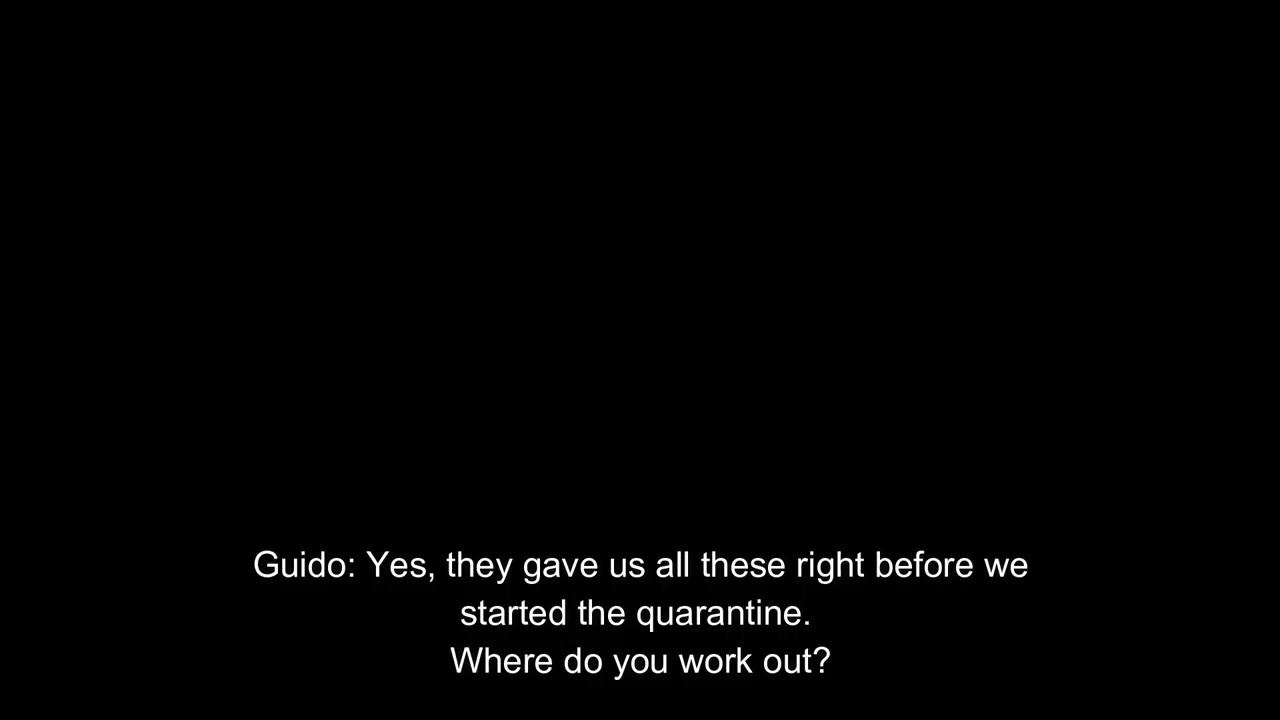 Guido: Yes, they gave us all these right before we
started the quarantine.
Where do you work out?